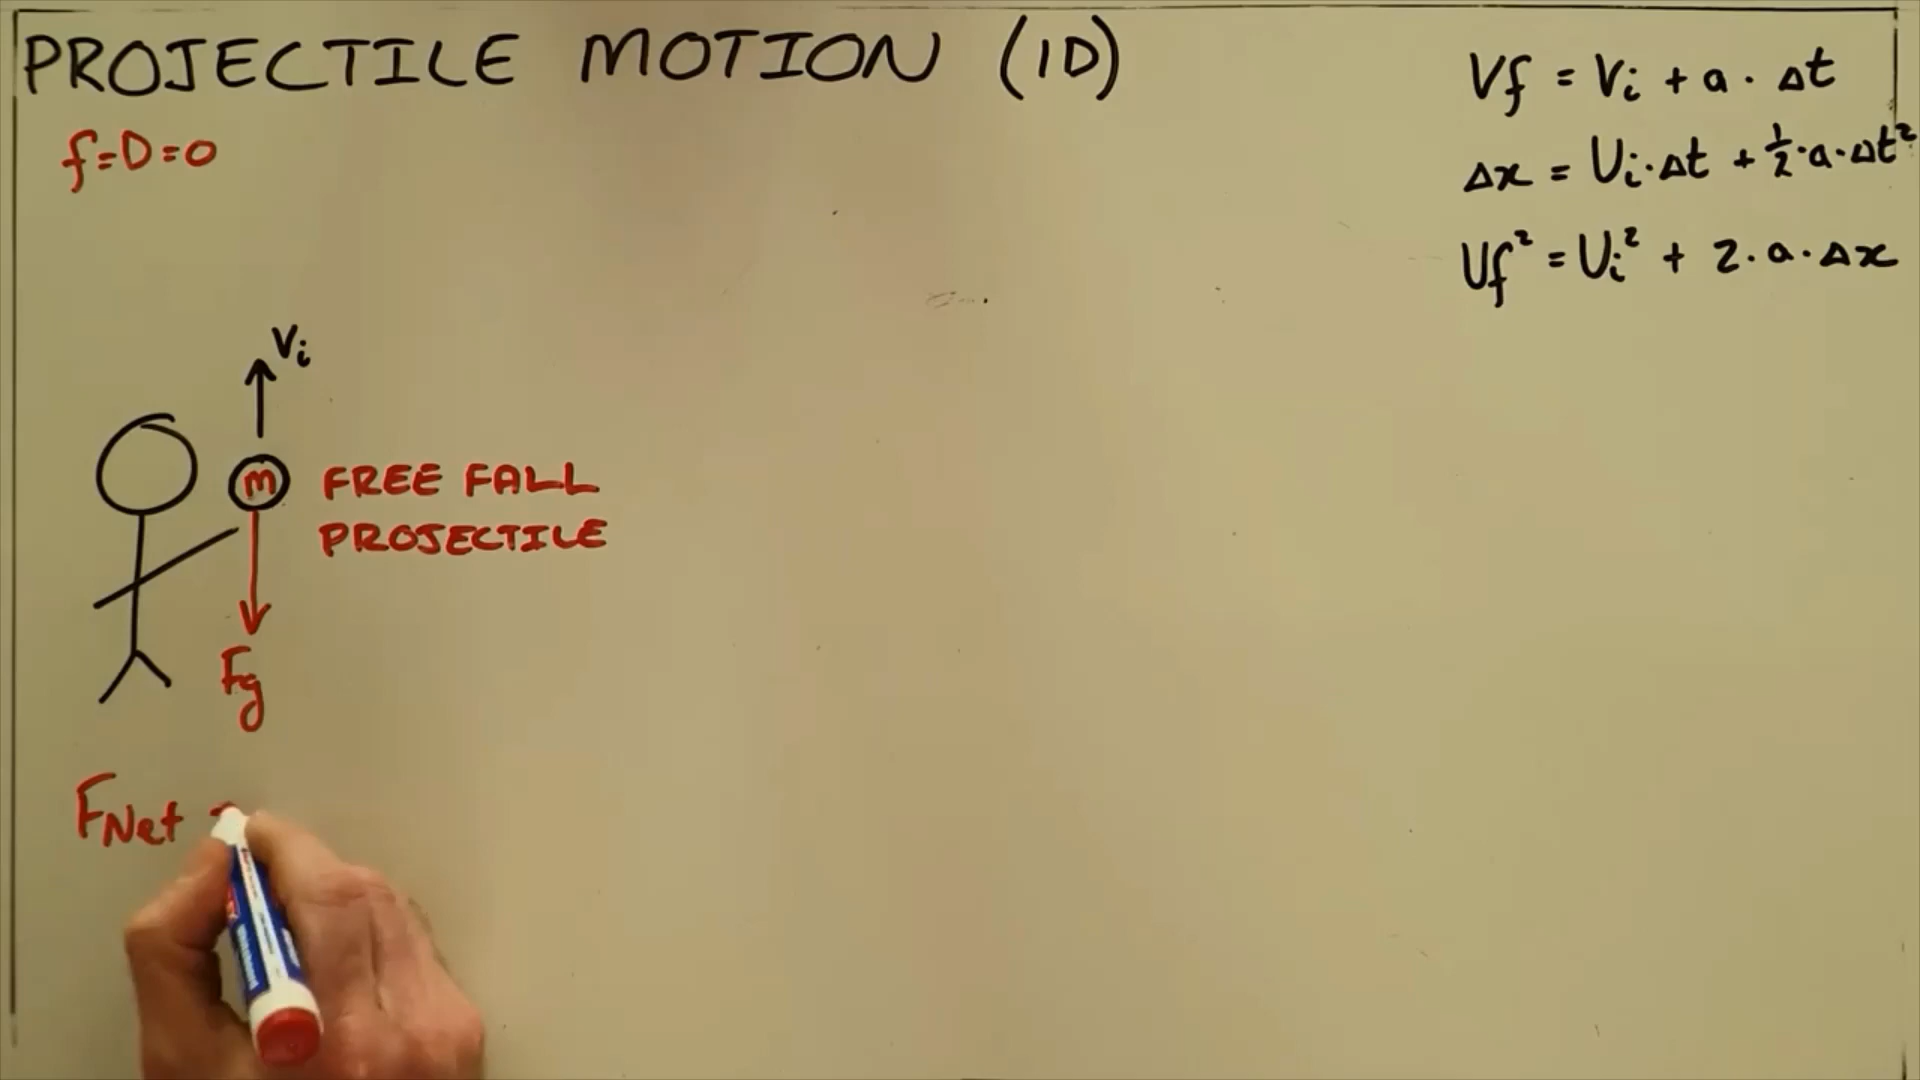 PROJECTILE MOTION (1D)
f=D=0
Vf = Vi + a · Δt
Δx = Vi·Δt + 1/2·a·Δt²
Vf² = Vi² + 2·a·Δx
Vi
m
FREE FALL
PROJECTILE
Fg
FNet